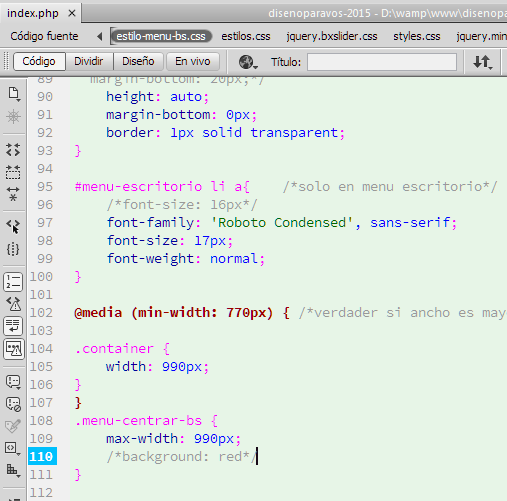 index.php ×
disenoparavos-2015 - D:\wamp\www\disenopa
Código fuente estilo-menu-bs.css estilos.css jquery.bxslider.css styles.css jquery.min
Código Dividir Diseño En vivo Título:
89 margin-bottom: 20px;*/
90 height: auto;
91 margin-bottom: 0px;
92 border: 1px solid transparent;
93 }
94
95 #menu-escritorio li a{ /*solo en menu escritorio*/
96 /*font-size: 16px*/
97 font-family: 'Roboto Condensed', sans-serif;
98 font-size: 17px;
99 font-weight: normal;
100 }
101
102 @media (min-width: 770px) { /*verdader si ancho es may
103
104 .container {
105 width: 990px;
106 }
107 }
108 .menu-centrar-bs {
109 max-width: 990px;
110 /*background: red*/
111 }
112